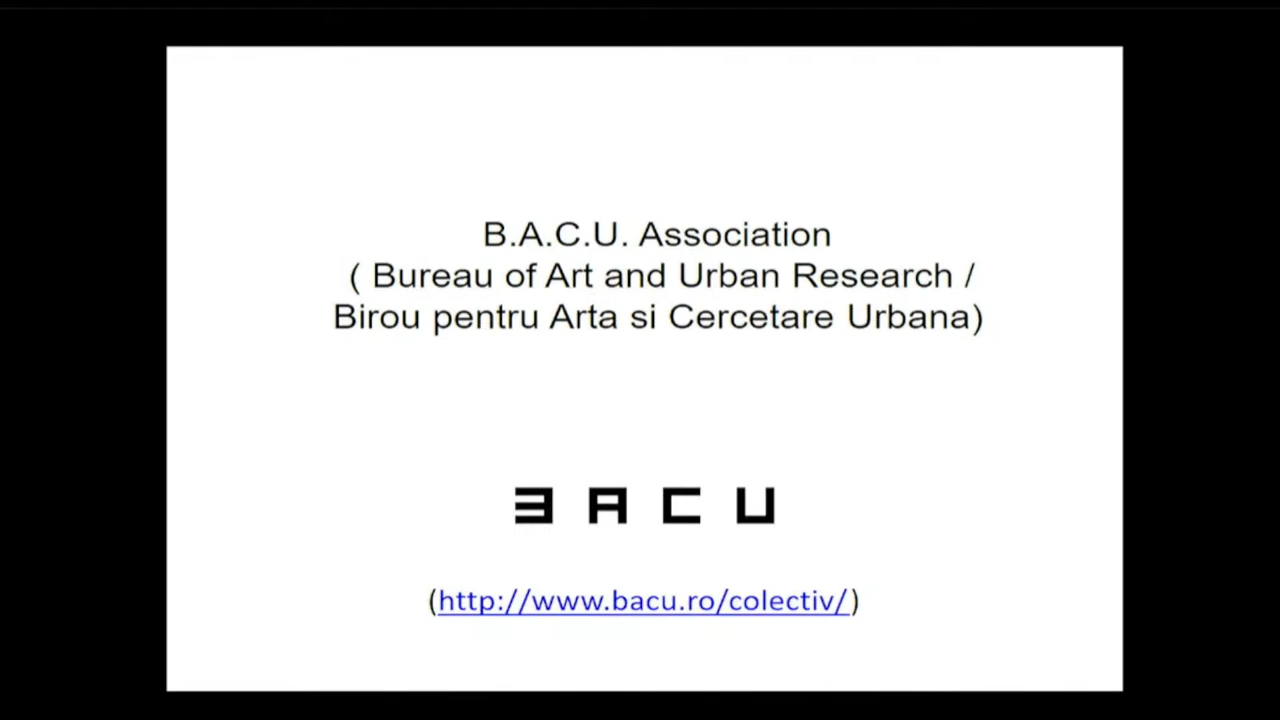 B.A.C.U. Association
( Bureau of Art and Urban Research /
Birou pentru Arta si Cercetare Urbana)
BACU
(http://www.bacu.ro/colectiv/)